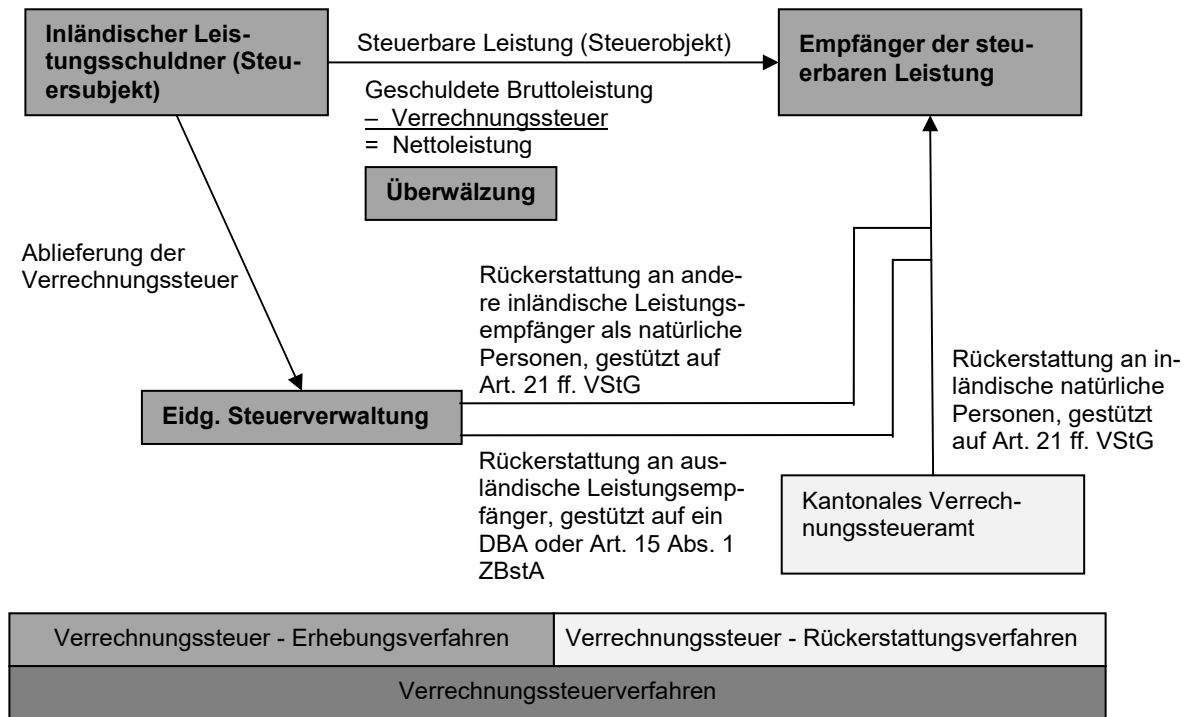 Inländischer Leis-
tungsschuldner (Steu-
ersubjekt)
Steuerbare Leistung (Steuerobjekt)
Empfänger der steu-
erbaren Leistung
Geschuldete Bruttoleistung
– Verrechnungssteuer
= Nettoleistung
Überwälzung
Ablieferung der
Verrechnungssteuer
Rückerstattung an ande-
re inländische Leistungs-
empfänger als natürliche
Personen, gestützt auf
Art. 21 ff. VStG
Rückerstattung an in-
ländische natürliche
Personen, gestützt
auf Art. 21 ff. VStG
Eidg. Steuerverwaltung
Rückerstattung an aus-
ländische Leistungsemp-
fänger, gestützt auf ein
DBA oder Art. 15 Abs. 1
ZBstA
Kantonales Verrech-
nungssteueramt
Verrechnungssteuer - Erhebungsverfahren
Verrechnungssteuer - Rückerstattungsverfahren
Verrechnungssteuerverfahren